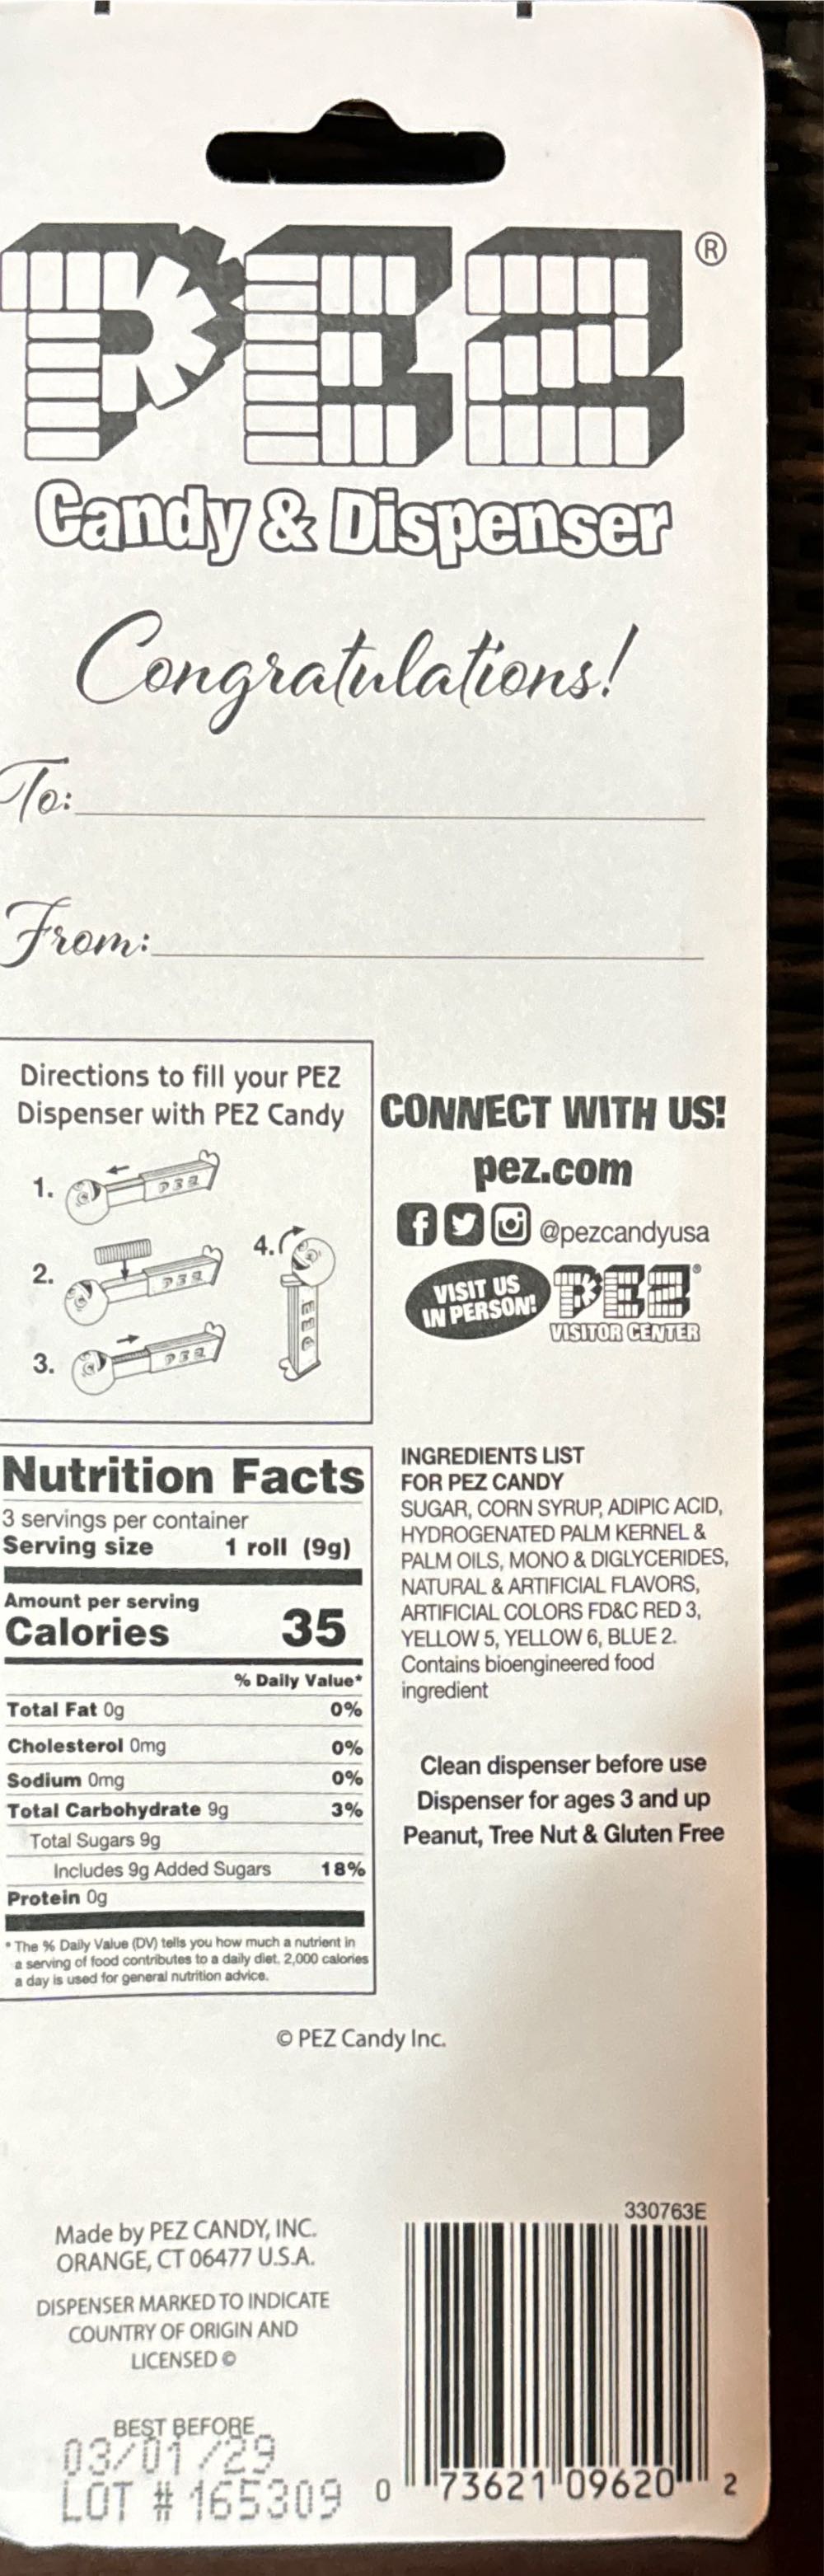 PEZ®
Candy & Dispenser
Congratulations!
To:
From:
Directions to fill your PEZ
Dispenser with PEZ Candy
1.
PEZ
2.
PEZ
3.
PEZ
4.
PEZ
CONNECT WITH US!
pez.com
@pezcandyusa
VISIT US
IN PERSON!
PEZ®
VISITOR CENTER
Nutrition Facts
3 servings per container
Serving size 1 roll (9g)
Amount per serving
Calories 35
% Daily Value*
Total Fat 0g 0%
Cholesterol 0mg 0%
Sodium 0mg 0%
Total Carbohydrate 9g 3%
Total Sugars 9g
Includes 9g Added Sugars 18%
Protein 0g
* The % Daily Value (DV) tells you how much a nutrient in
a serving of food contributes to a daily diet. 2,000 calories
a day is used for general nutrition advice.
INGREDIENTS LIST
FOR PEZ CANDY
SUGAR, CORN SYRUP, ADIPIC ACID,
HYDROGENATED PALM KERNEL &
PALM OILS, MONO & DIGLYCERIDES,
NATURAL & ARTIFICIAL FLAVORS,
ARTIFICIAL COLORS FD&C RED 3,
YELLOW 5, YELLOW 6, BLUE 2.
Contains bioengineered food
ingredient
Clean dispenser before use
Dispenser for ages 3 and up
Peanut, Tree Nut & Gluten Free
© PEZ Candy Inc.
Made by PEZ CANDY, INC.
ORANGE, CT 06477 U.S.A.
DISPENSER MARKED TO INDICATE
COUNTRY OF ORIGIN AND
LICENSED ©
BEST BEFORE
03/01/29
LOT # 165309
330763E
0 73621 09620 2